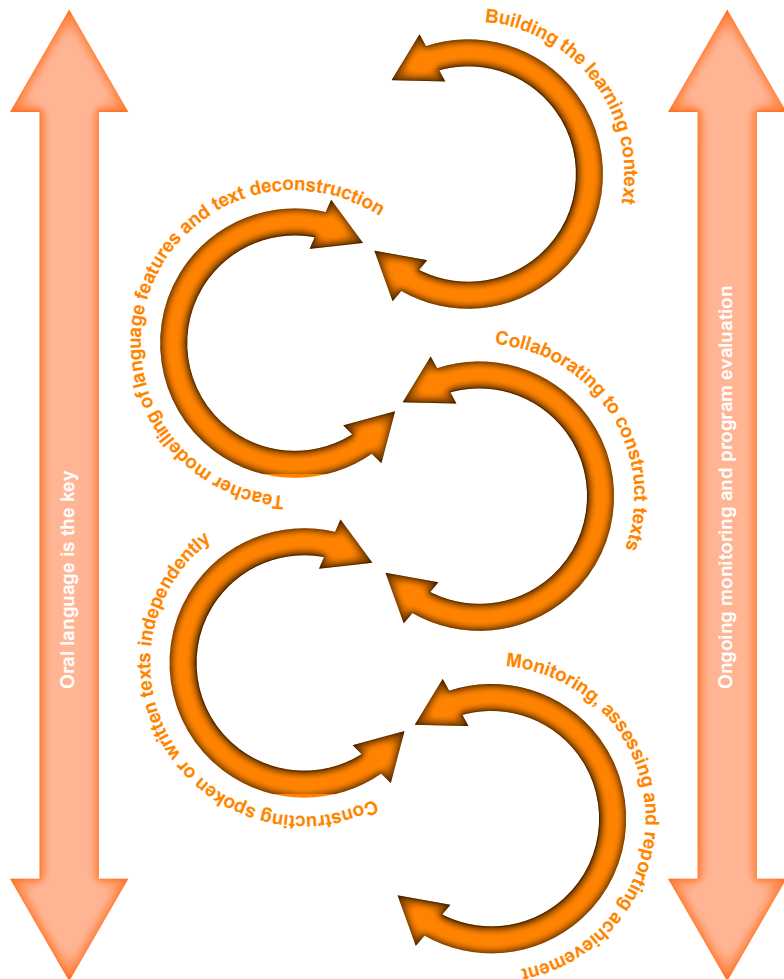 Building the learning context
Teacher modelling of language features and text deconstruction
Collaborating to construct texts
Constructing spoken or written texts independently
Monitoring, assessing and reporting achievement
Oral language is the key
Ongoing monitoring and program evaluation